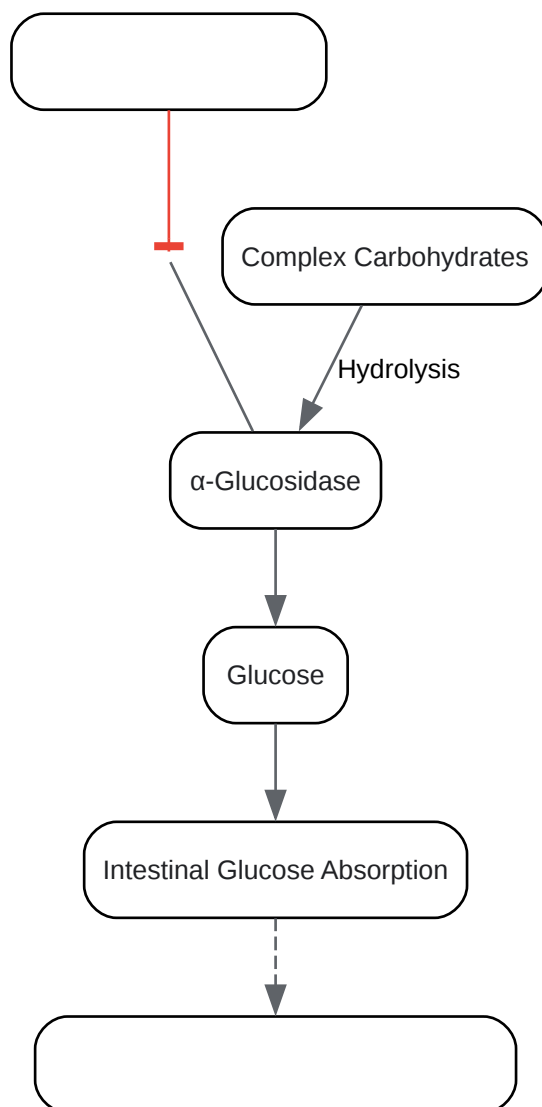 Complex Carbohydrates
Hydrolysis
α-Glucosidase
Glucose
Intestinal Glucose Absorption